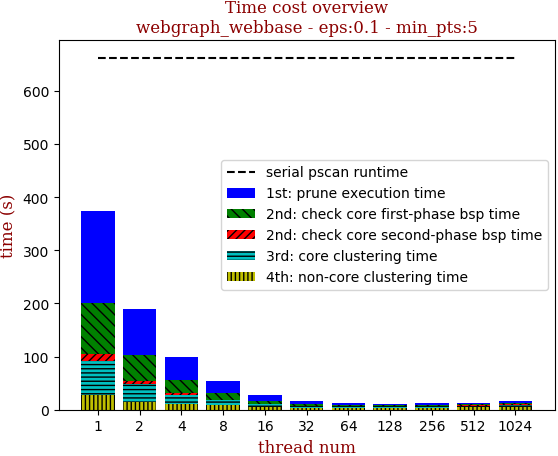 Time cost overview
webgraph_webbase - eps:0.1 - min_pts:5
time (s)
600
500
400
300
200
100
0
serial pscan runtime
1st: prune execution time
2nd: check core first-phase bsp time
2nd: check core second-phase bsp time
3rd: core clustering time
4th: non-core clustering time
1 2 4 8 16 32 64 128 256 512 1024
thread num